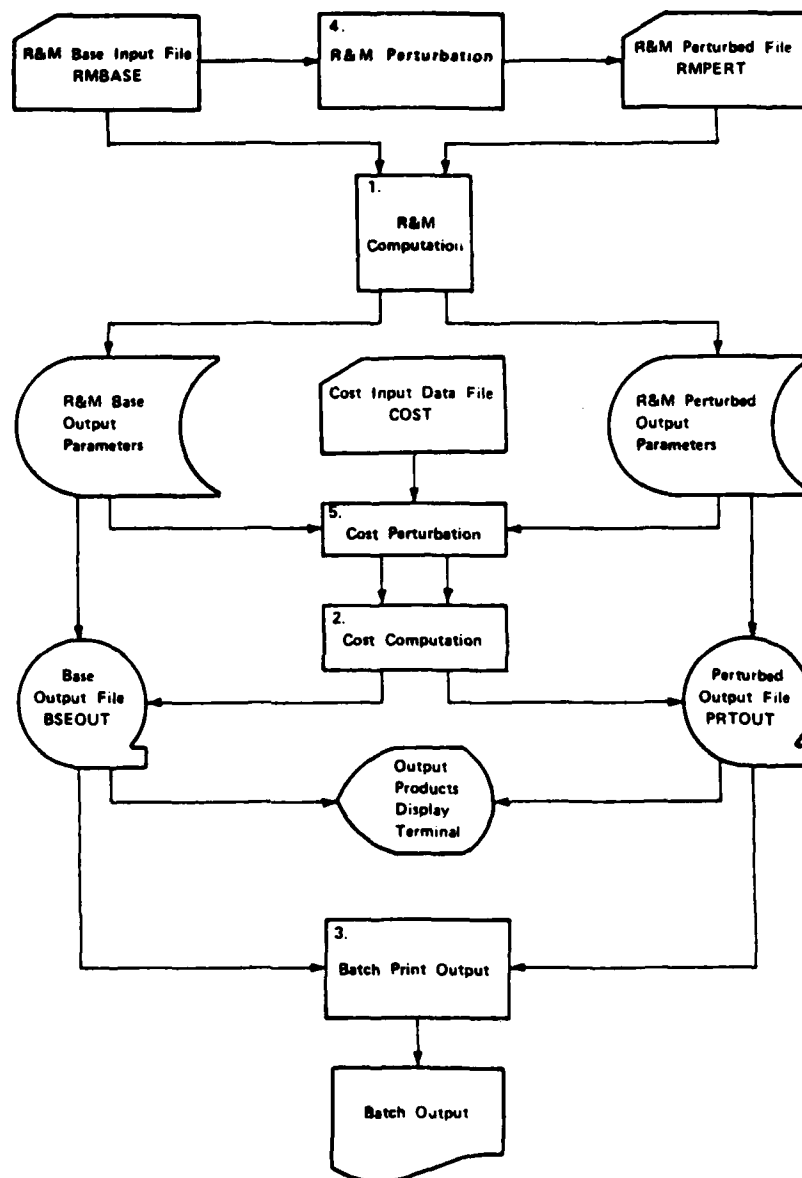 R&M Base Input File
RMBASE
4.
R&M Perturbation
R&M Perturbed File
RMPERT
1.
R&M
Computation
R&M Base
Output
Parameters
Cost Input Data File
COST
R&M Perturbed
Output
Parameters
5.
Cost Perturbation
2.
Cost Computation
Base
Output File
BSEOUT
Perturbed
Output File
PRTOUT
Output
Products
Display
Terminal
3.
Batch Print Output
Batch Output